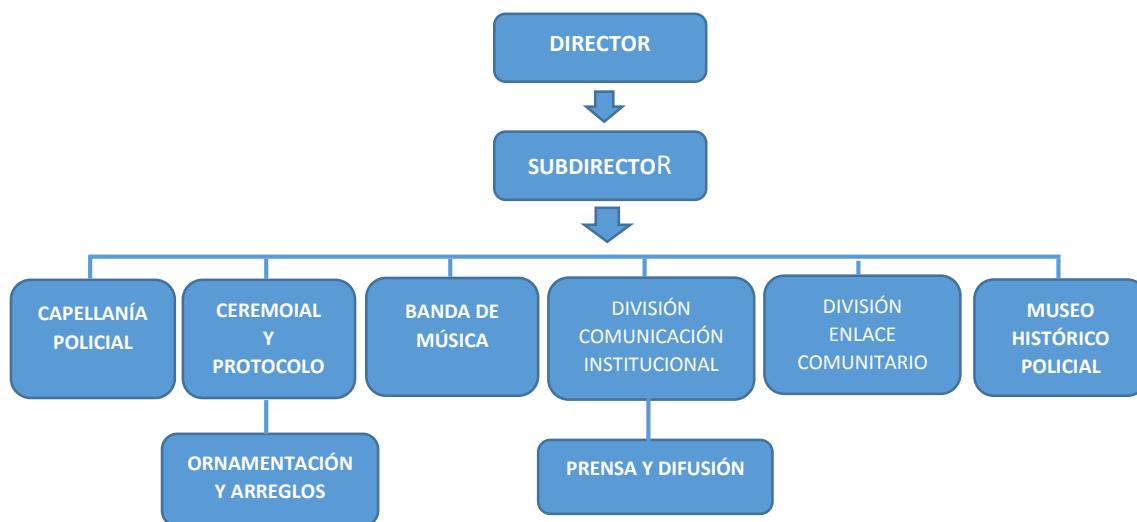 DIRECTOR
SUBDIRECTOR
CAPELLANÍA
POLICIAL
CEREMOIAL
Y
PROTOCOLO
BANDA DE
MÚSICA
DIVISIÓN
COMUNICACIÓN
INSTITUCIONAL
DIVISIÓN
ENLACE
COMUNITARIO
MUSEO
HISTÓRICO
POLICIAL
ORNAMENTACIÓN
Y ARREGLOS
PRENSA Y DIFUSIÓN